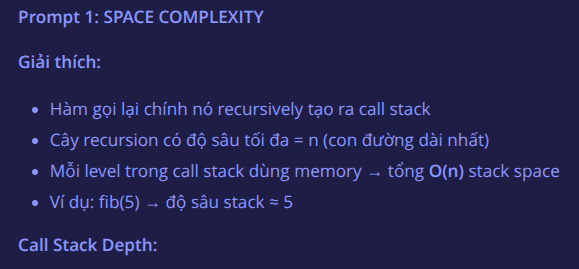 Prompt 1: SPACE COMPLEXITY
Giải thích:
• Hàm gọi lại chính nó recursively tạo ra call stack
• Cây recursion có độ sâu tối đa = n (con đường dài nhất)
• Mỗi level trong call stack dùng memory → tổng O(n) stack space
• Ví dụ: fib(5) → độ sâu stack ≈ 5
Call Stack Depth: